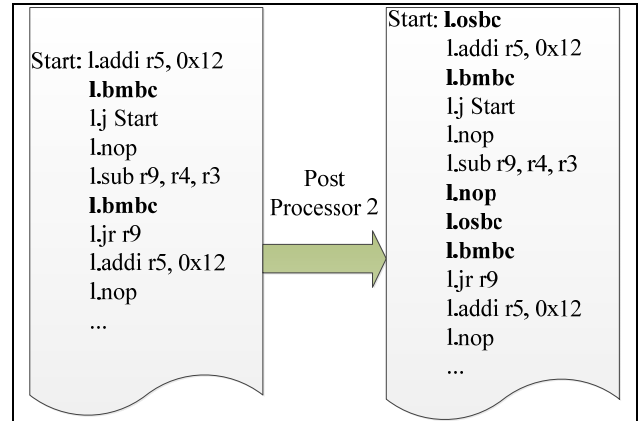 Start: l.addi r5, 0x12
l.bmbc
l.j Start
l.nop
l.sub r9, r4, r3
l.bmbc
l.jr r9
l.addi r5, 0x12
l.nop
...
Post
Processor 2
Start: l.osbc
l.addi r5, 0x12
l.bmbc
l.j Start
l.nop
l.sub r9, r4, r3
l.nop
l.osbc
l.bmbc
l.jr r9
l.addi r5, 0x12
l.nop
...